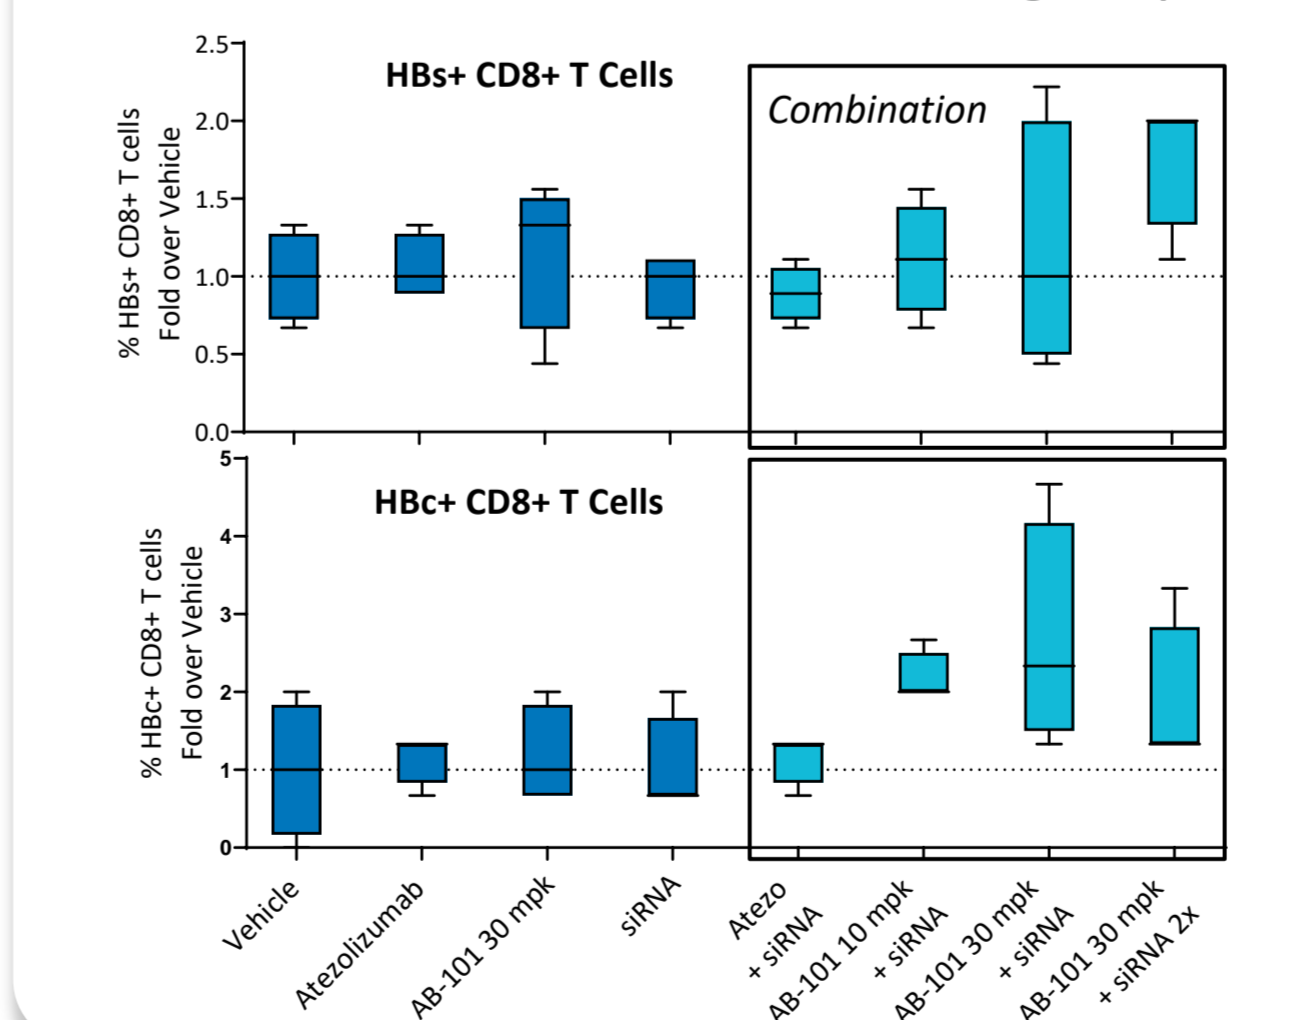 HBs+ CD8+ T Cells
Combination
% HBs+ CD8+ T cells
Fold over Vehicle
2.5
2.0
1.5
1.0
0.5
0.0
HBc+ CD8+ T Cells
% HBc+ CD8+ T cells
Fold over Vehicle
5
4
3
2
1
0
Vehicle
Atezolizumab
AB-101 30 mpk
siRNA
Atezo
+ siRNA
AB-101 10 mpk
+ siRNA
AB-101 30 mpk
+ siRNA
AB-101 30 mpk
+ siRNA 2x